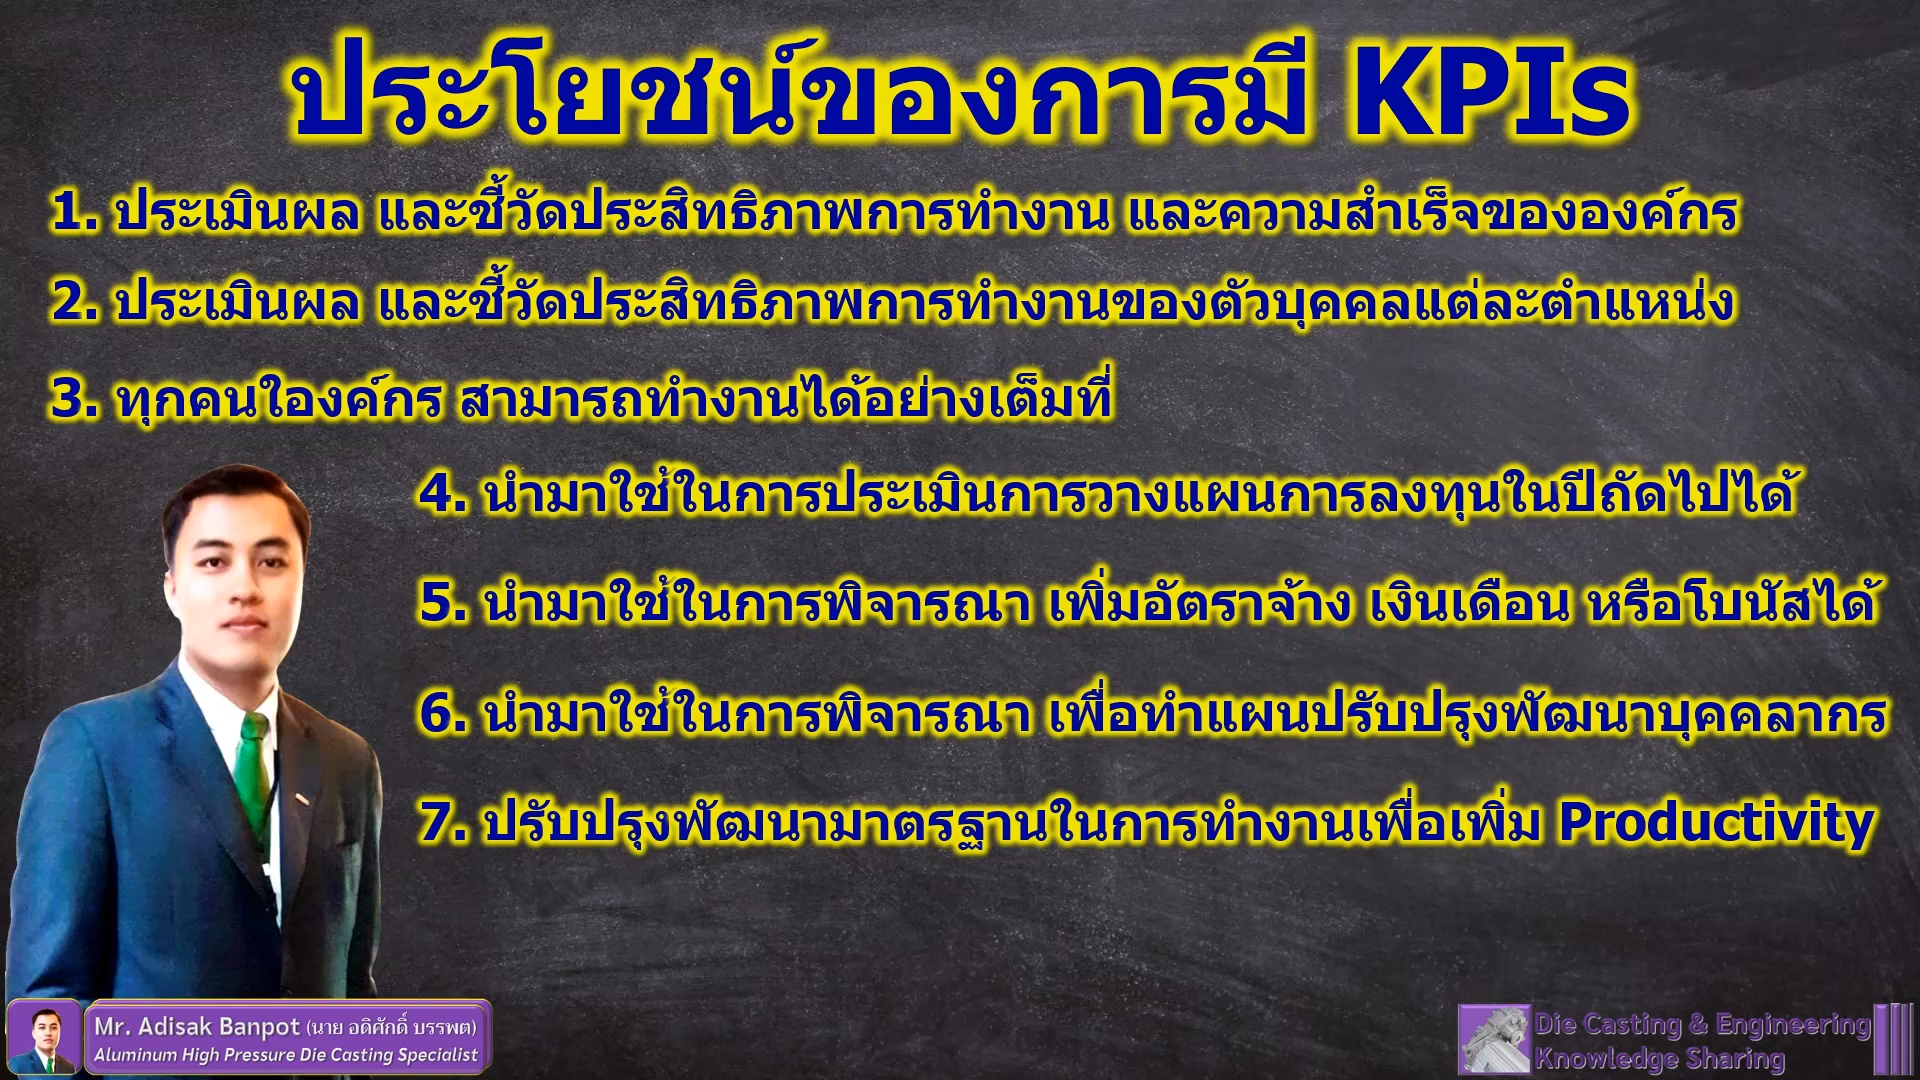 ประโยชน์ของการมี KPIs
1. ประเมินผล และชี้วัดประสิทธิภาพการทำงาน และความสำเร็จขององค์กร
2. ประเมินผล และชี้วัดประสิทธิภาพการทำงานของตัวบุคคลแต่ละตำแหน่ง
3. ทุกคนใองค์กร สามารถทำงานได้อย่างเต็มที่
4. นำมาใช้ในการประเมินการวางแผนการลงทุนในปีถัดไปได้
5. นำมาใช้ในการพิจารณา เพิ่มอัตราจ้าง เงินเดือน หรือโบนัสได้
6. นำมาใช้ในการพิจารณา เพื่อทำแผนปรับปรุงพัฒนาบุคคลากร
7. ปรับปรุงพัฒนามาตรฐานในการทำงานเพื่อเพิ่ม Productivity
Mr. Adisak Banpot (นาย อดิศักดิ์ บรรพต)
Aluminum High Pressure Die Casting Specialist
Die Casting & Engineering
Knowledge Sharing